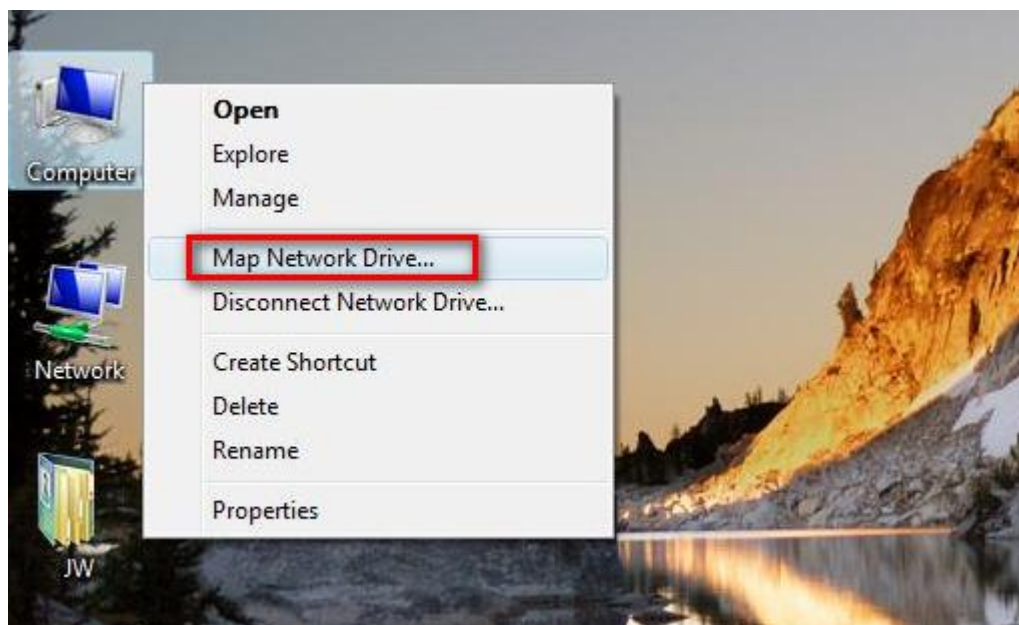 Computer
Network
JW
Open
Explore
Manage
Map Network Drive...
Disconnect Network Drive...
Create Shortcut
Delete
Rename
Properties